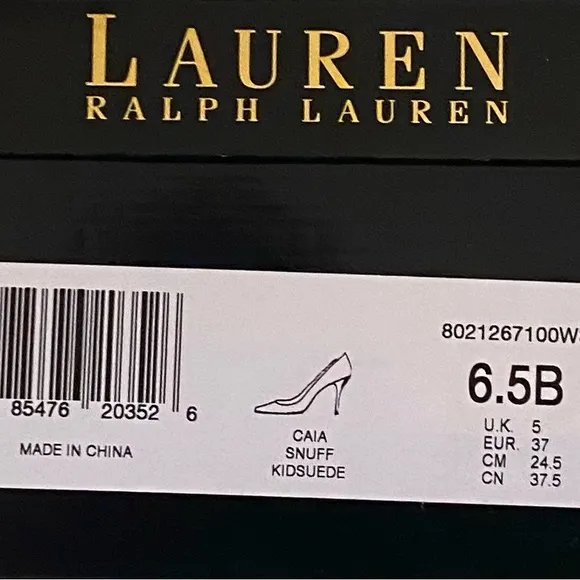 LAUREN
RALPH LAUREN
85476 20352 6
MADE IN CHINA
CAIA
SNUFF
KIDSUEDE
8021267100W
6.5B
U.K. 5
EUR. 37
CM 24.5
CN 37.5